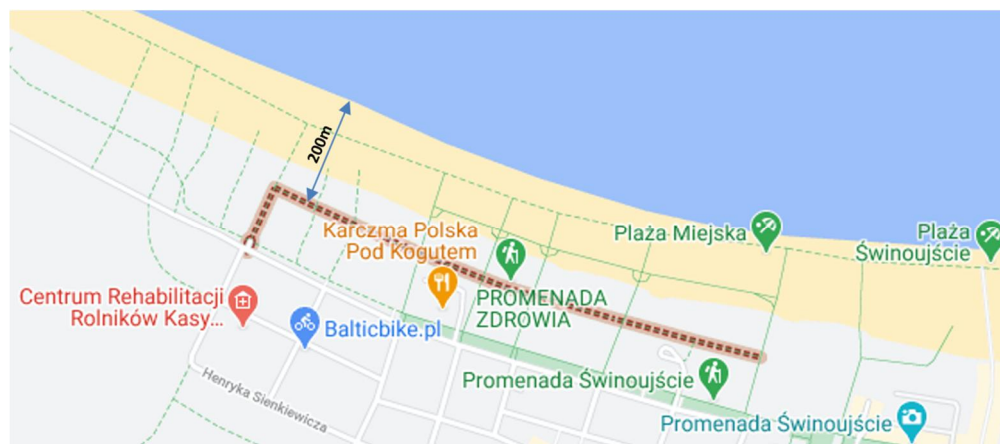 200m
Karczma Polska
Pod Kogutem
Plaża Miejska
Plaża
Świnoujście
Centrum Rehabilitacji
Rolników Kasy...
Balticbike.pl
PROMENADA
ZDROWIA
Henryka Sienkiewicza
Promenada Świnoujście
Promenada Świnoujście